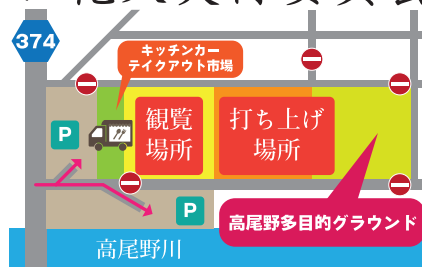 374
キッチンカー
テイクアウト市場
P
観覧
場所
打ち上げ
場所
P
高尾野多目的グラウンド
高尾野川